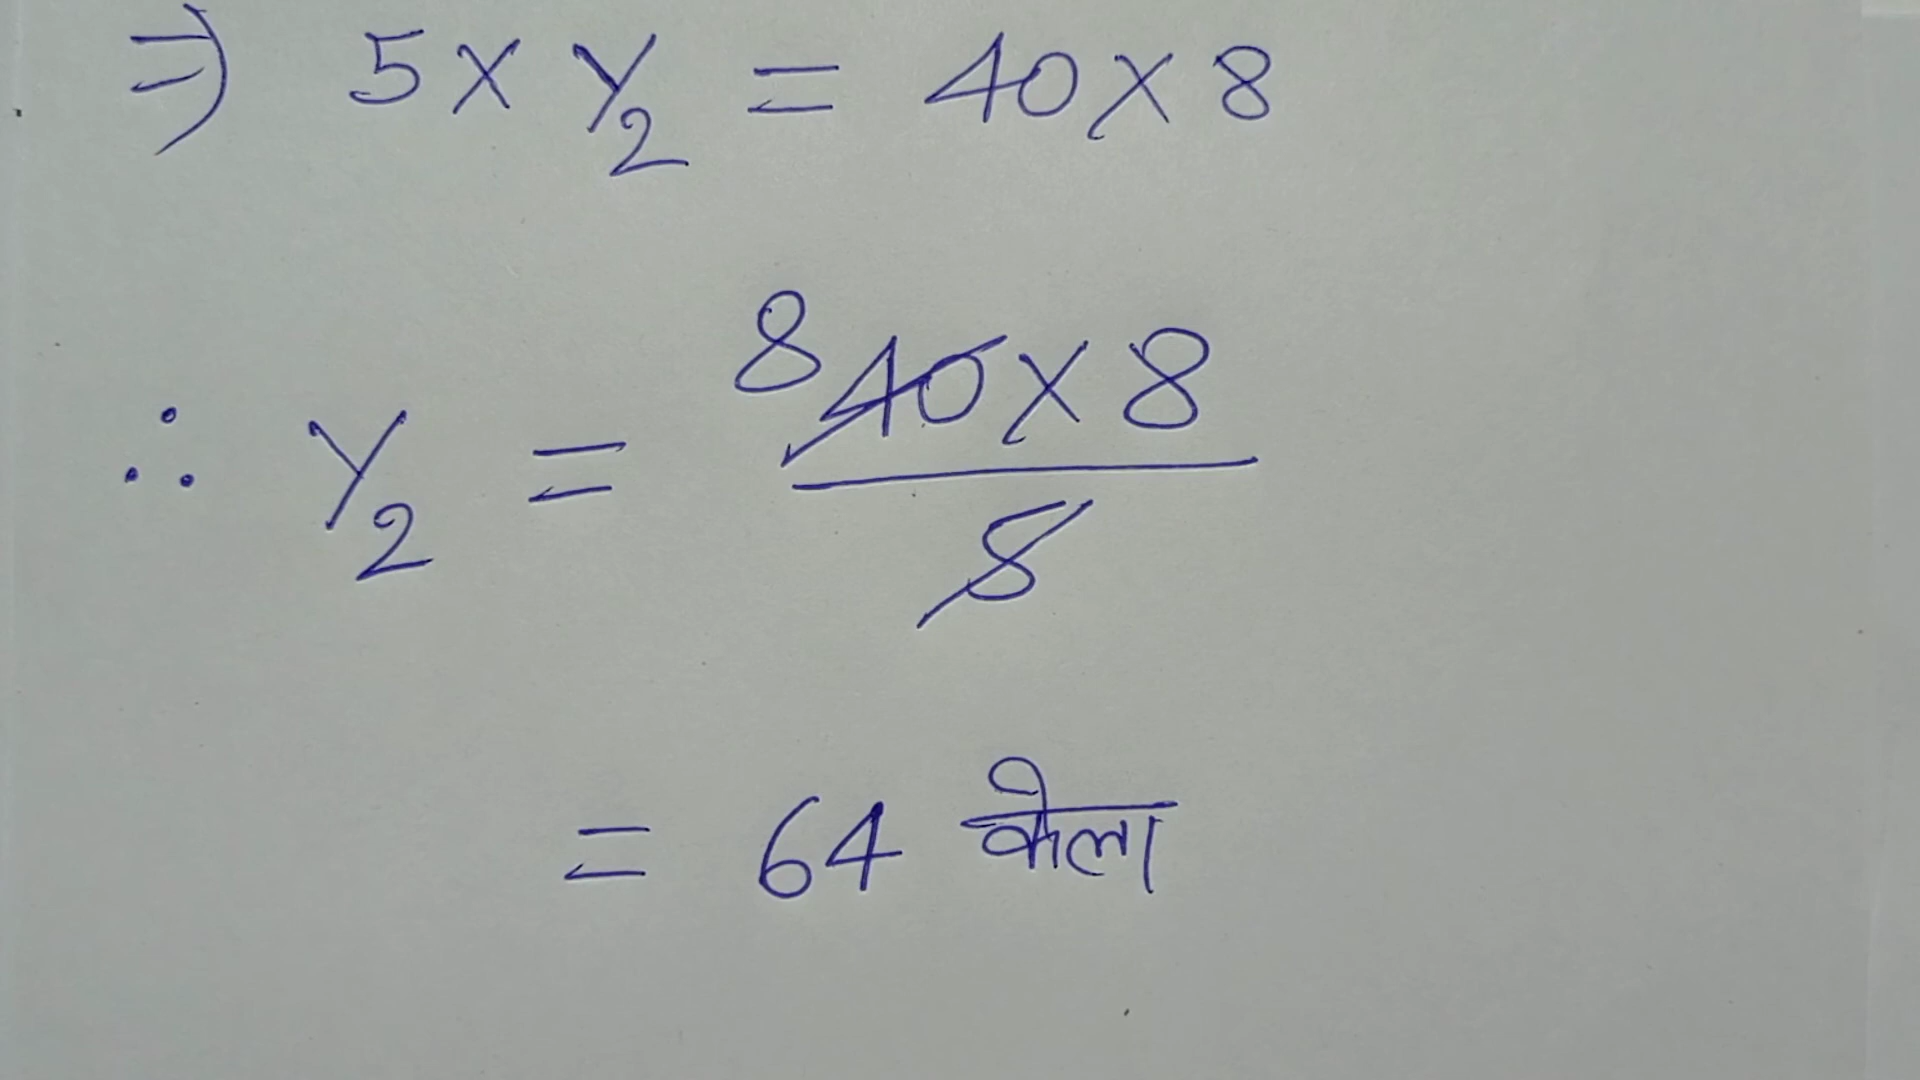 ⇒ 5 × y₂ = 40 × 8
∴ y₂ = 8 40 × 8 / 5
= 64 केला